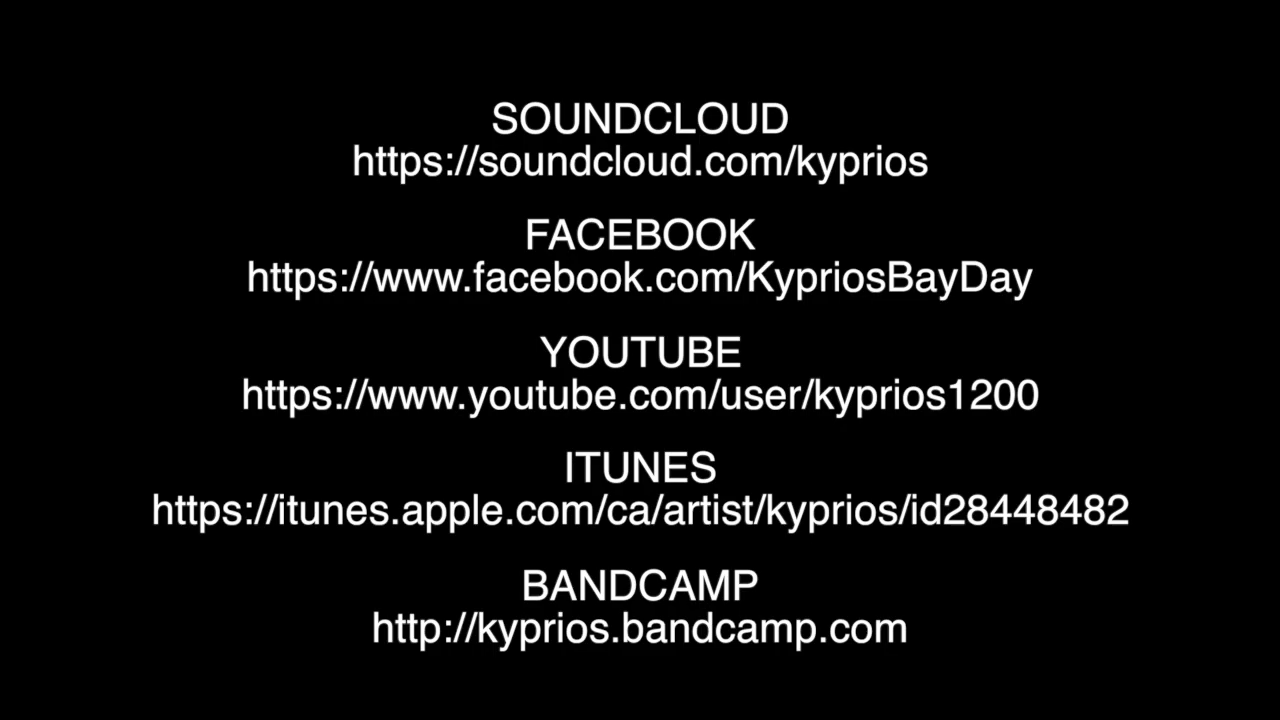 SOUNDCLOUD
https://soundcloud.com/kyprios
FACEBOOK
https://www.facebook.com/KypriosBayDay
YOUTUBE
https://www.youtube.com/user/kyprios1200
ITUNES
https://itunes.apple.com/ca/artist/kyprios/id28448482
BANDCAMP
http://kyprios.bandcamp.com